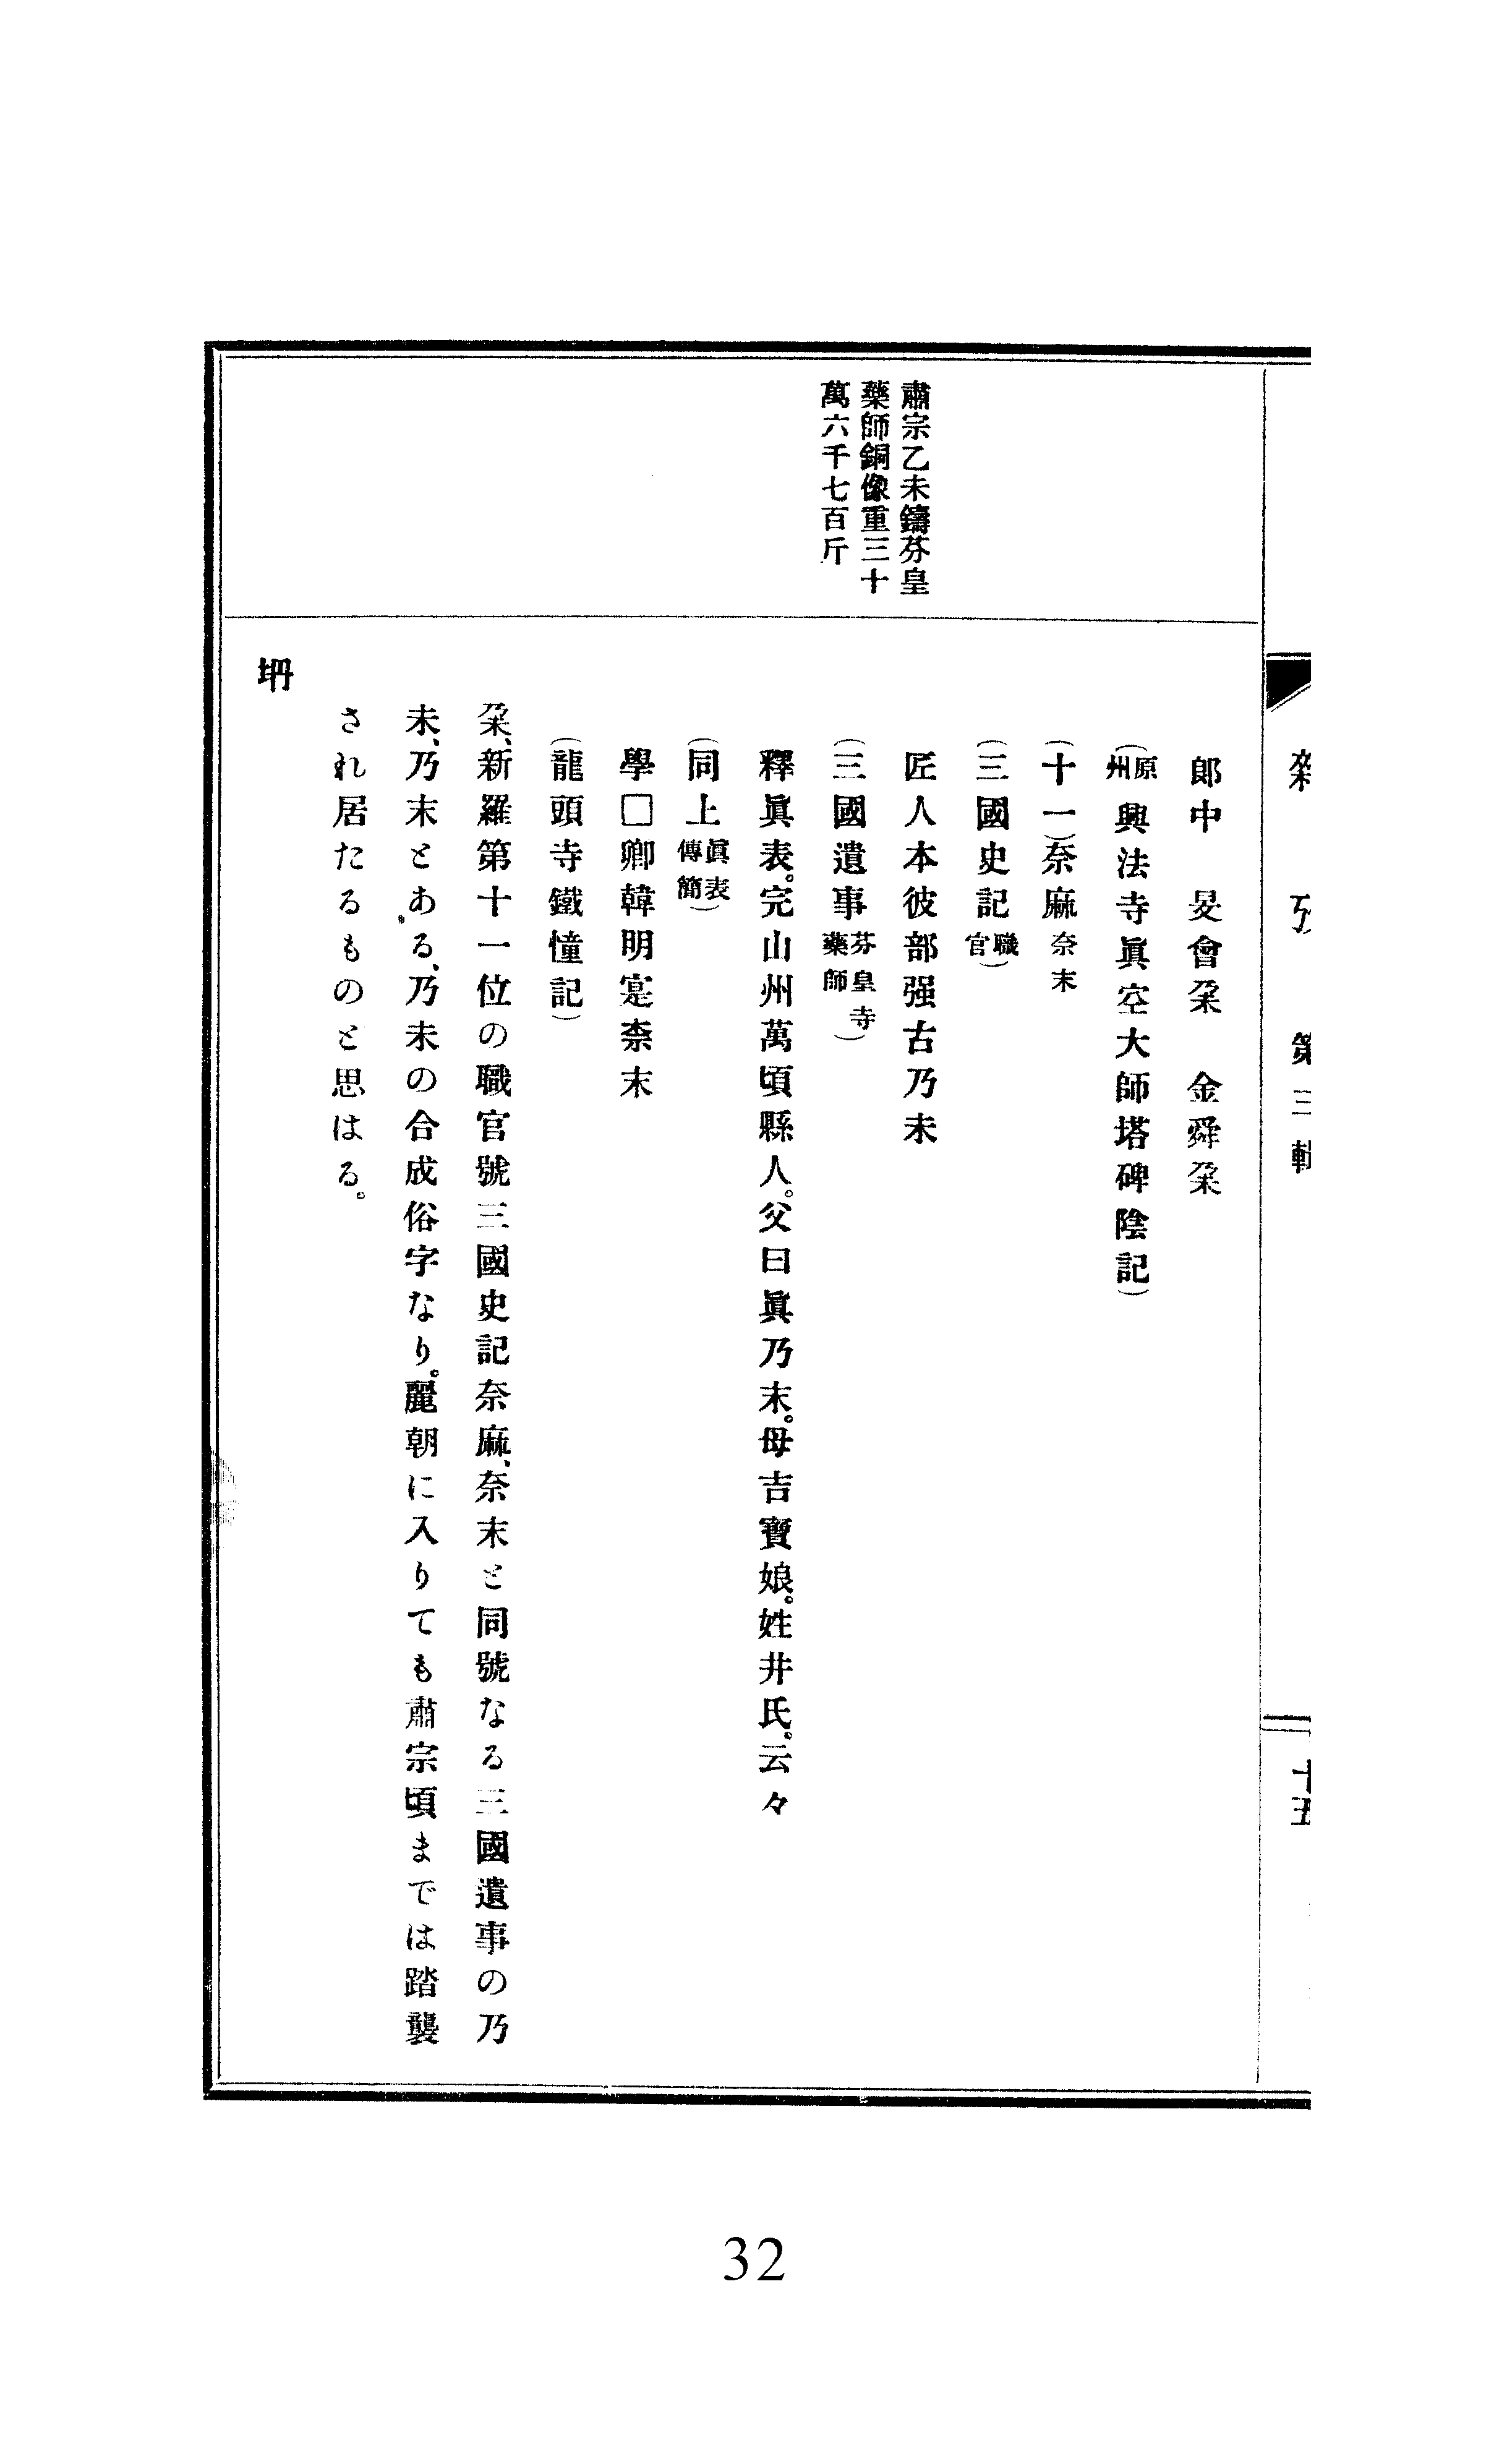 雜攷 第三輯
十五
肅宗乙未鑄芬皇
藥師銅像重三十
萬六千七百斤
郎中 旻會㭆 金舜㭆
(原州興法寺眞空大師塔碑陰記)
(十一)奈麻奈末
(三國史記職官)
匠人本彼部强古乃未
(三國遺事芬皇寺藥師)
釋眞表。完山州萬頃縣人。父曰眞乃末。母吉寶娘。姓井氏。云々
(同上眞表傳簡)
學□卿韓明寔柰末
(龍頭寺鐵幢記)
㭆、新羅第十一位の職官號三國史記奈麻、奈末と同號なる三國遺事の乃
未、乃末とある、乃未の合成俗字なり。麗朝に入りても肅宗頃までは踏襲
され居たるものと思はる。
坍
32